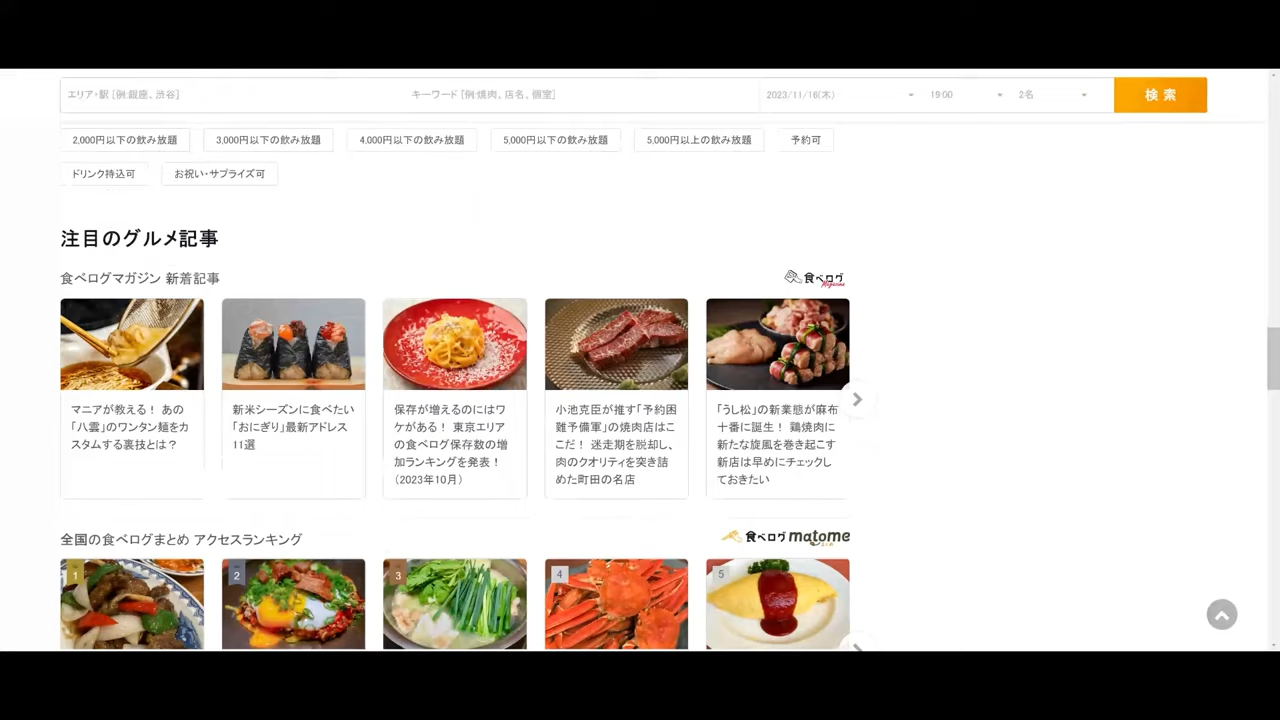 エリア・駅 [例:銀座、渋谷]
キーワード [例:焼肉、店名、個室]
2023/11/16(木)
19:00
2名
検索
2,000円以下の飲み放題
3,000円以下の飲み放題
4,000円以下の飲み放題
5,000円以下の飲み放題
5,000円以上の飲み放題
予約可
ドリンク持込可
お祝い・サプライズ可
注目のグルメ記事
食べログマガジン 新着記事
食べログ
Magazine
マニアが教える！ あの
「八雲」のワンタン麺をカ
スタムする裏技とは？
新米シーズンに食べたい
「おにぎり」最新アドレス
11選
保存が増えるのにはワ
ケがある！ 東京エリア
の食べログ保存数の増
加ランキングを発表！
（2023年10月）
小池克臣が推す「予約困
難予備軍」の焼肉店はこ
こだ！ 迷走期を脱却し、
肉のクオリティを突き詰
めた町田の名店
「うし松」の新業態が麻布
十番に誕生！ 鶏焼肉に
新たな旋風を巻き起こす
新店は早めにチェックし
ておきたい
全国の食べログまとめ アクセスランキング
食べログ matome
1
2
3
4
5